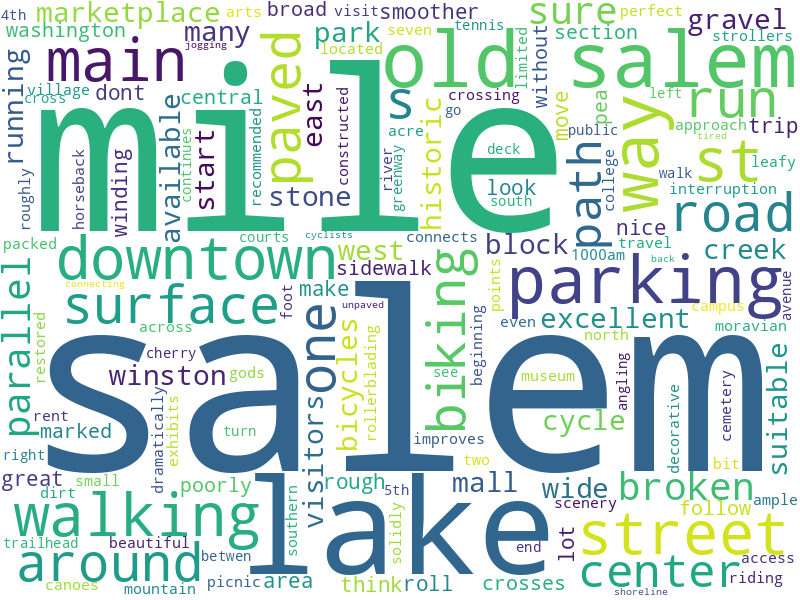 4th
marketplace
arts
broad
visit
smoother
sure
perfect
washington
many
jogging
park
seven
tennis
gravel
main
located
old
salem
section
strollers
village
cross
dont
mile
paved
east
limited
without
running
available
central
s
crossing
run
continues
recommended
constructed
go
move
pea
left
trip
start
stone
river
greenway
historic
deck
public
way
approach
tired
st
leafy
roughly
horseback
winding
look
path
college
walk
interruption
south
nice
road
packed
downtown
courts
cyclists
connects
west
block
travel
creek
sidewalk
1000am
back
parallel
connecting
surface
make
foot
unpaved
parking
points
avenue
restored
across
one
biking
even
excellent
campus
beginning
north
moravian
salem
cherry
winston
gods
bicycles
rollerblading
see
museum
angling
suitable
rent
marked
dramatically
exhibits
turn
visitors
improves
cycle
decorative
cemetery
right
great
small
poorly
rough
two
bit
dirt
lake
5th
mall
wide
broken
walking
southern
solidly
scenery
follow
ample
trailhead
beautiful
betwen
end
lot
street
access
around
mountain
picnic
area
think
roll
crosses
center
riding
canoes
shoreline
acre